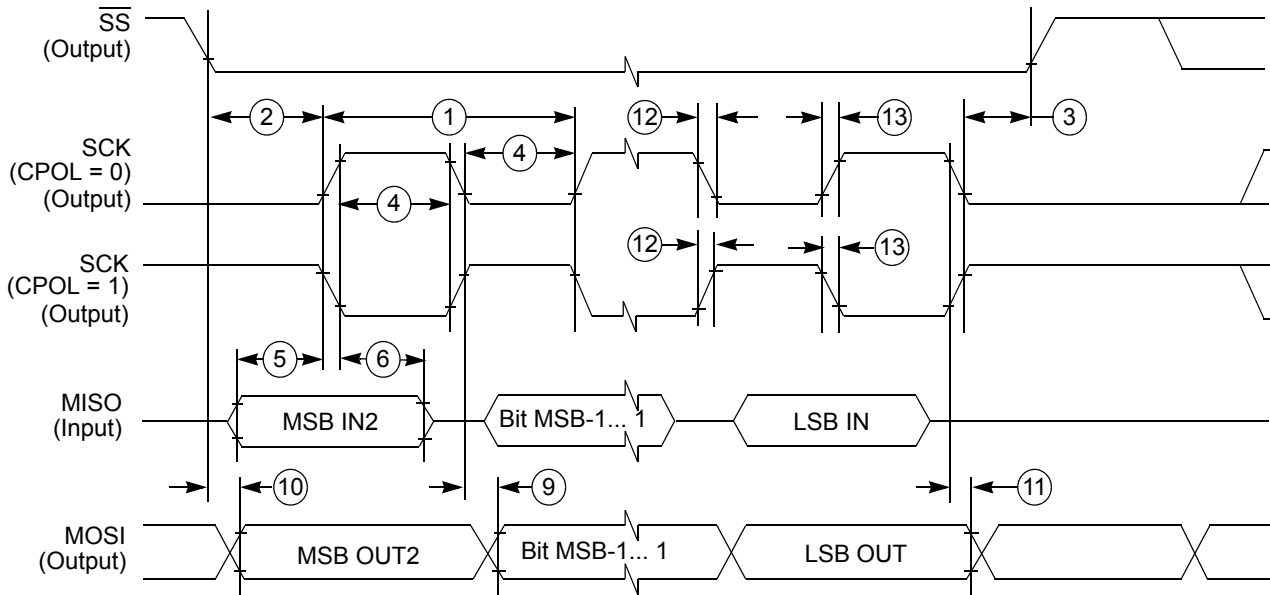 SS
(Output)
2
1
12
13
3
SCK
(CPOL = 0)
(Output)
4
4
12
13
SCK
(CPOL = 1)
(Output)
5
6
MISO
(Input)
MSB IN2
Bit MSB-1... 1
LSB IN
10
9
11
MOSI
(Output)
MSB OUT2
Bit MSB-1... 1
LSB OUT